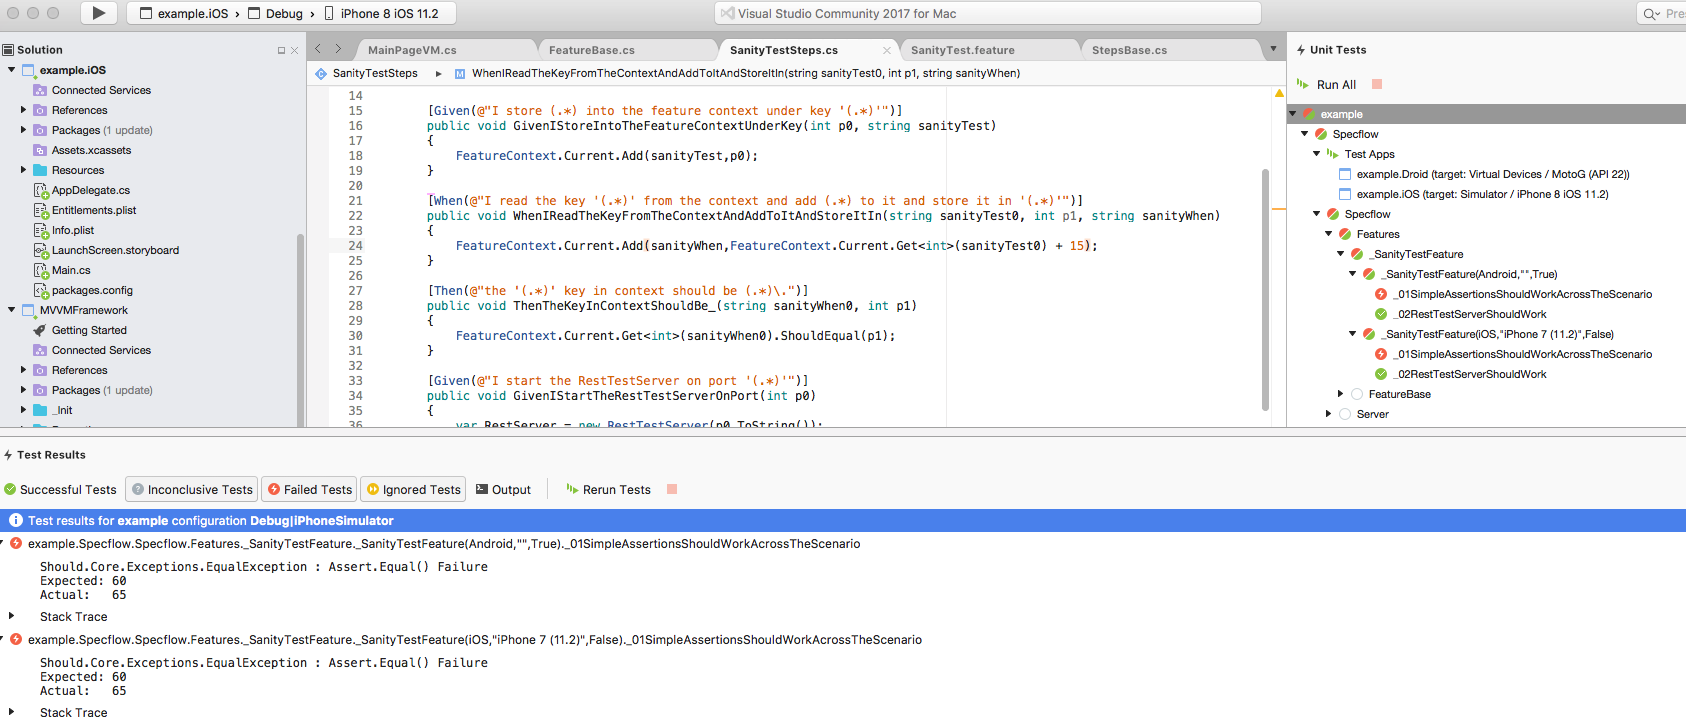 example.iOS › Debug › iPhone 8 iOS 11.2
Visual Studio Community 2017 for Mac
Pre
Solution
example.iOS
Connected Services
References
Packages (1 update)
Assets.xcassets
Resources
AppDelegate.cs
Entitlements.plist
Info.plist
LaunchScreen.storyboard
Main.cs
packages.config
MVVMFramework
Getting Started
Connected Services
References
Packages (1 update)
_Init
MainPageVM.cs
FeatureBase.cs
SanityTestSteps.cs
SanityTest.feature
StepsBase.cs
SanityTestSteps
WhenIReadTheKeyFromTheContextAndAddToItAndStoreItIn(string sanityTest0, int p1, string sanityWhen)
14
15 [Given(@"I store (.*) into the feature context under key '(.*)'")]
16 public void GivenIStoreIntoTheFeatureContextUnderKey(int p0, string sanityTest)
17 {
18 FeatureContext.Current.Add(sanityTest,p0);
19 }
20
21 [When(@"I read the key '(.*)' from the context and add (.*) to it and store it in '(.*)'")]
22 public void WhenIReadTheKeyFromTheContextAndAddToItAndStoreItIn(string sanityTest0, int p1, string sanityWhen)
23 {
24 FeatureContext.Current.Add(sanityWhen,FeatureContext.Current.Get<int>(sanityTest0) + 15);
25 }
26
27 [Then(@"the '(.*)' key in context should be (.*)\.")]
28 public void ThenTheKeyInContextShouldBe_(string sanityWhen0, int p1)
29 {
30 FeatureContext.Current.Get<int>(sanityWhen0).ShouldEqual(p1);
31 }
32
33 [Given(@"I start the RestTestServer on port '(.*)'")]
34 public void GivenIStartTheRestTestServerOnPort(int p0)
35 {
36 var RestServer = new RestTestServer(p0.ToString());
Unit Tests
Run All
example
Specflow
Test Apps
example.Droid (target: Virtual Devices / MotoG (API 22))
example.iOS (target: Simulator / iPhone 8 iOS 11.2)
Specflow
Features
_SanityTestFeature
_SanityTestFeature(Android,"",True)
_01SimpleAssertionsShouldWorkAcrossTheScenario
_02RestTestServerShouldWork
_SanityTestFeature(iOS,"iPhone 7 (11.2)",False)
_01SimpleAssertionsShouldWorkAcrossTheScenario
_02RestTestServerShouldWork
FeatureBase
Server
Test Results
Successful Tests Inconclusive Tests Failed Tests Ignored Tests Output Rerun Tests
Test results for example configuration Debug|iPhoneSimulator
example.Specflow.Specflow.Features._SanityTestFeature._SanityTestFeature(Android,"",True)._01SimpleAssertionsShouldWorkAcrossTheScenario
Should.Core.Exceptions.EqualException : Assert.Equal() Failure
Expected: 60
Actual: 65
Stack Trace
example.Specflow.Specflow.Features._SanityTestFeature._SanityTestFeature(iOS,"iPhone 7 (11.2)",False)._01SimpleAssertionsShouldWorkAcrossTheScenario
Should.Core.Exceptions.EqualException : Assert.Equal() Failure
Expected: 60
Actual: 65
Stack Trace